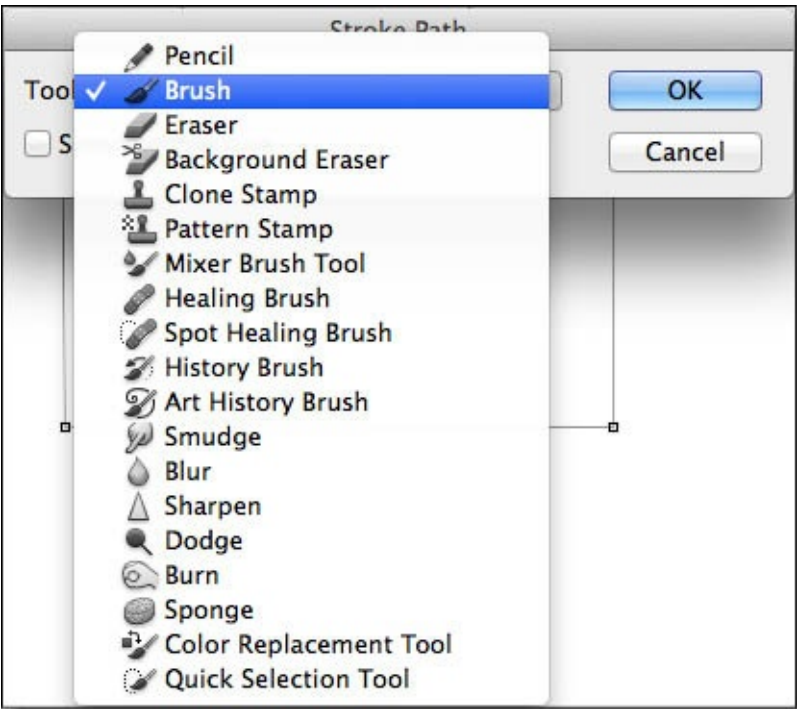 Stroke Path
Pencil
Tool
Brush
OK
Eraser
S
Background Eraser
Cancel
Clone Stamp
Pattern Stamp
Mixer Brush Tool
Healing Brush
Spot Healing Brush
History Brush
Art History Brush
Smudge
Blur
Sharpen
Dodge
Burn
Sponge
Color Replacement Tool
Quick Selection Tool